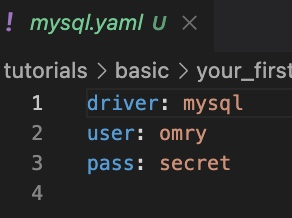 ! mysql.yaml U ×
tutorials > basic > your_first
1 driver: mysql
2 user: omry
3 pass: secret
4